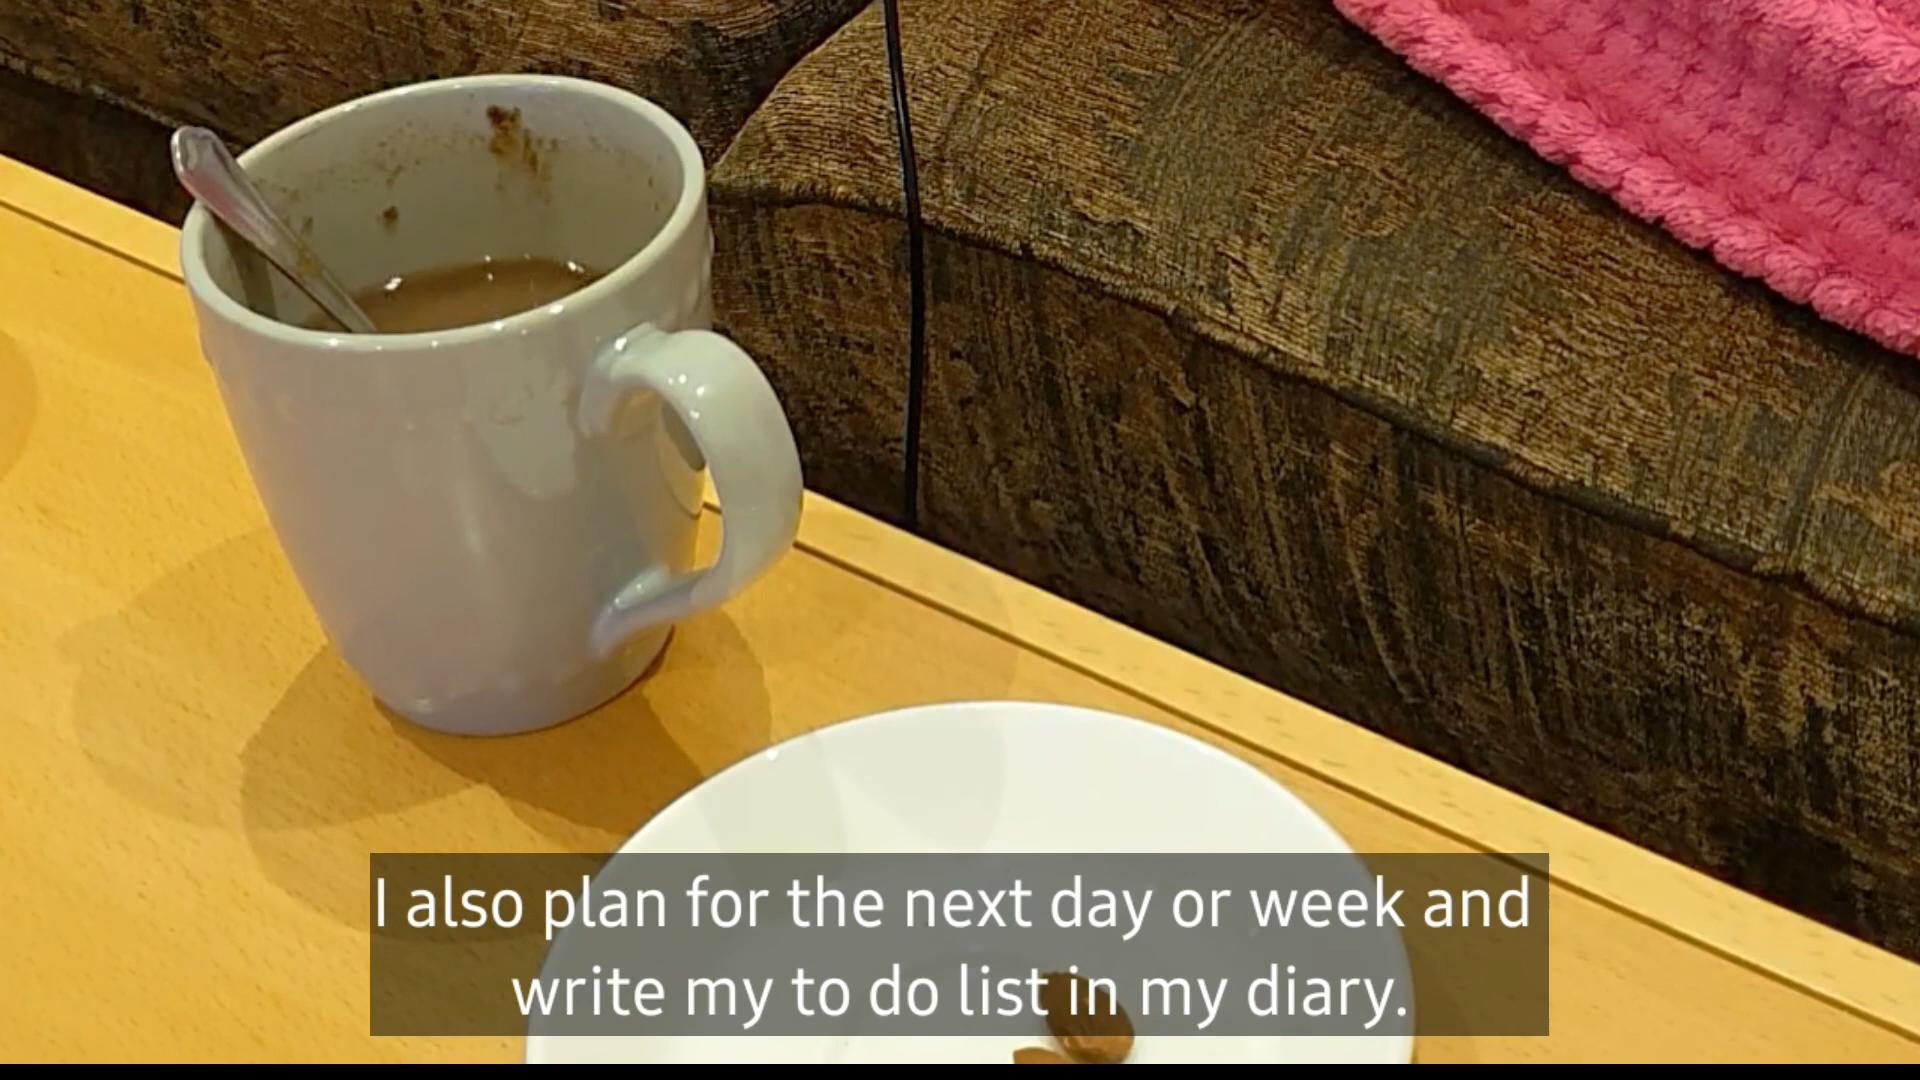 I also plan for the next day or week and
write my to do list in my diary.